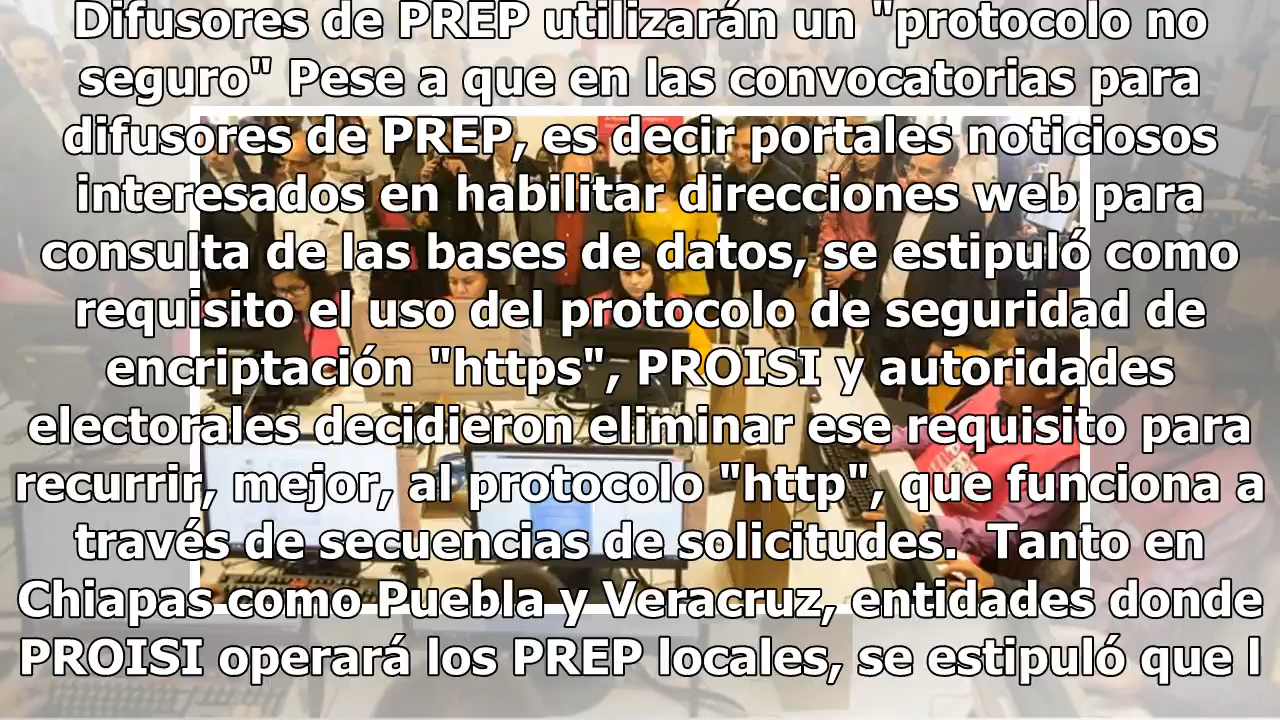 Difusores de PREP utilizarán un "protocolo no
seguro" Pese a que en las convocatorias para
difusores de PREP, es decir portales noticiosos
interesados en habilitar direcciones web para
consulta de las bases de datos, se estipuló como
requisito el uso del protocolo de seguridad de
encriptación "https", PROISI y autoridades
electorales decidieron eliminar ese requisito para
recurrir, mejor, al protocolo "http", que funciona a
través de secuencias de solicitudes.  Tanto en
Chiapas como Puebla y Veracruz, entidades donde
PROISI operará los PREP locales, se estipuló que l